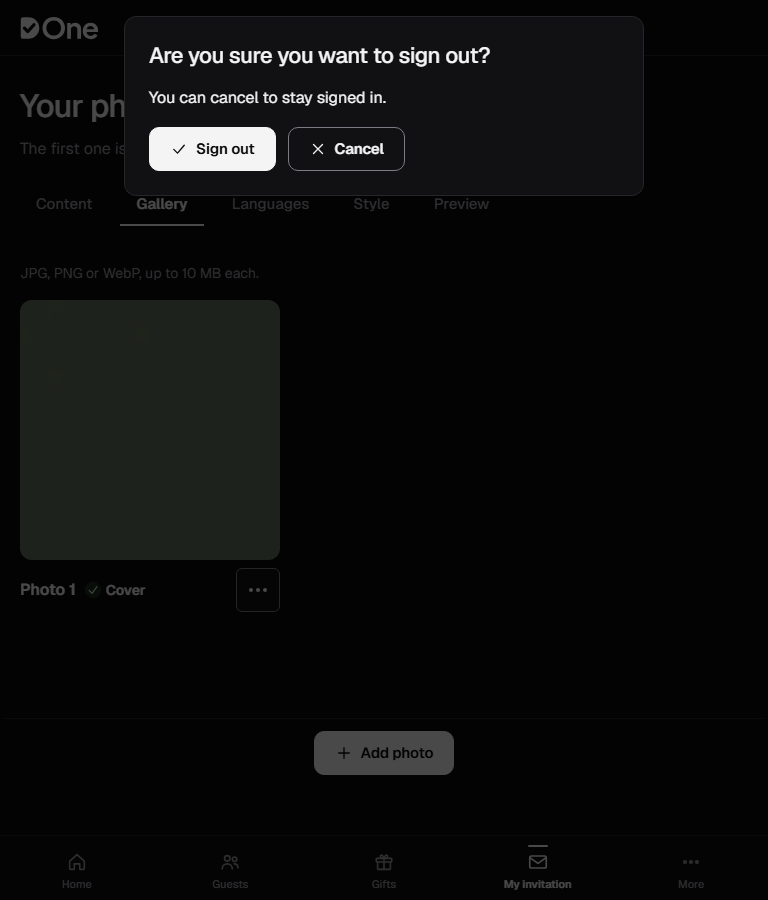 DOne
Are you sure you want to sign out?
You can cancel to stay signed in.
Sign out
Cancel
Your ph
The first one is
Content
Gallery
Languages
Style
Preview
JPG, PNG or WebP, up to 10 MB each.
Photo 1
Cover
Add photo
Home
Guests
Gifts
My invitation
More